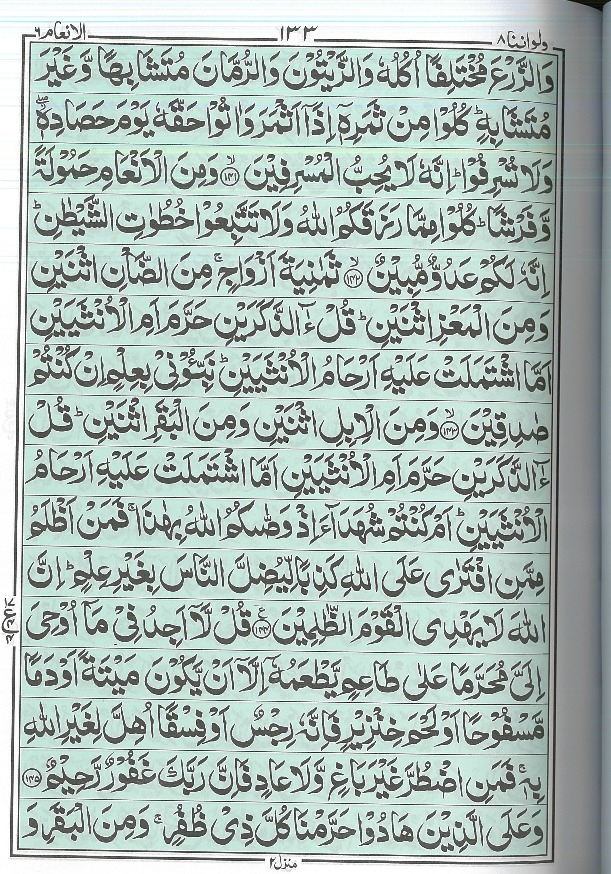 ولواننا ٨ ١٣٣ الانعام ٦
وَالزَّرْعَ مُخْتَلِفًا اُكُلُهٗ وَالزَّيْتُوْنَ وَالرُّمَّانَ مُتَشَابِهًا وَّغَيْرَ
مُتَشَابِهٍ ؕ كُلُوْا مِنْ ثَمَرِهٖۤ اِذَاۤ اَثْمَرَ وَاٰتُوْا حَقَّهٗ يَوْمَ حَصَادِهٖ ۖ
وَلَا تُسْرِفُوْا ؕ اِنَّهٗ لَا يُحِبُّ الْمُسْرِفِيْنَ ۙ﴿۱۴۱﴾ وَمِنَ الْاَنْعَامِ حَمُوْلَةً
وَّفَرْشًا ؕ كُلُوْا مِمَّا رَزَقَكُمُ اللّٰهُ وَلَا تَتَّبِعُوْا خُطُوٰتِ الشَّيْطٰنِ ؕ
اِنَّهٗ لَكُمْ عَدُوٌّ مُّبِيْنٌ ۙ﴿۱۴۲﴾ ثَمٰنِيَةَ اَزْوَاجٍ ۚ مِنَ الضَّاْنِ اثْنَيْنِ
وَمِنَ الْمَعْزِ اثْنَيْنِ ؕ قُلْ ءٰٓالذَّكَرَيْنِ حَرَّمَ اَمِ الْاُنْثَيَيْنِ
اَمَّا اشْتَمَلَتْ عَلَيْهِ اَرْحَامُ الْاُنْثَيَيْنِ ؕ نَبِّـُٔوْنِيْ بِعِلْمٍ اِنْ كُنْتُمْ
صٰدِقِيْنَ ۙ﴿۱۴۳﴾ وَمِنَ الْاِبِلِ اثْنَيْنِ وَمِنَ الْبَقَرِ اثْنَيْنِ ؕ قُلْ
ءٰٓالذَّكَرَيْنِ حَرَّمَ اَمِ الْاُنْثَيَيْنِ اَمَّا اشْتَمَلَتْ عَلَيْهِ اَرْحَامُ
الْاُنْثَيَيْنِ ؕ اَمْ كُنْتُمْ شُهَدَآءَ اِذْ وَصّٰىكُمُ اللّٰهُ بِهٰذَا ۚ فَمَنْ اَظْلَمُ
مِمَّنِ افْتَرٰى عَلَى اللّٰهِ كَذِبًا لِّيُضِلَّ النَّاسَ بِغَيْرِ عِلْمٍ ؕ اِنَّ
اللّٰهَ لَا يَهْدِى الْقَوْمَ الظّٰلِمِيْنَ ﴿۱۴۴﴾ قُلْ لَّاۤ اَجِدُ فِيْ مَاۤ اُوْحِيَ
اِلَيَّ مُحَرَّمًا عَلٰى طَاعِمٍ يَّطْعَمُهٗۤ اِلَّاۤ اَنْ يَّكُوْنَ مَيْتَةً اَوْ دَمًا
مَّسْفُوْحًا اَوْ لَحْمَ خِنْزِيْرٍ فَاِنَّهٗ رِجْسٌ اَوْ فِسْقًا اُهِلَّ لِغَيْرِ اللّٰهِ
بِهٖ ۚ فَمَنِ اضْطُرَّ غَيْرَ بَاغٍ وَّلَا عَادٍ فَاِنَّ رَبَّكَ غَفُوْرٌ رَّحِيْمٌ ﴿۱۴۵﴾
وَعَلَى الَّذِيْنَ هَادُوْا حَرَّمْنَا كُلَّ ذِيْ ظُفُرٍ ۚ وَمِنَ الْبَقَرِ وَ
منزل ٢